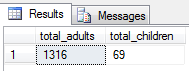 Results Messages
total_adults total_children
1 1316 69